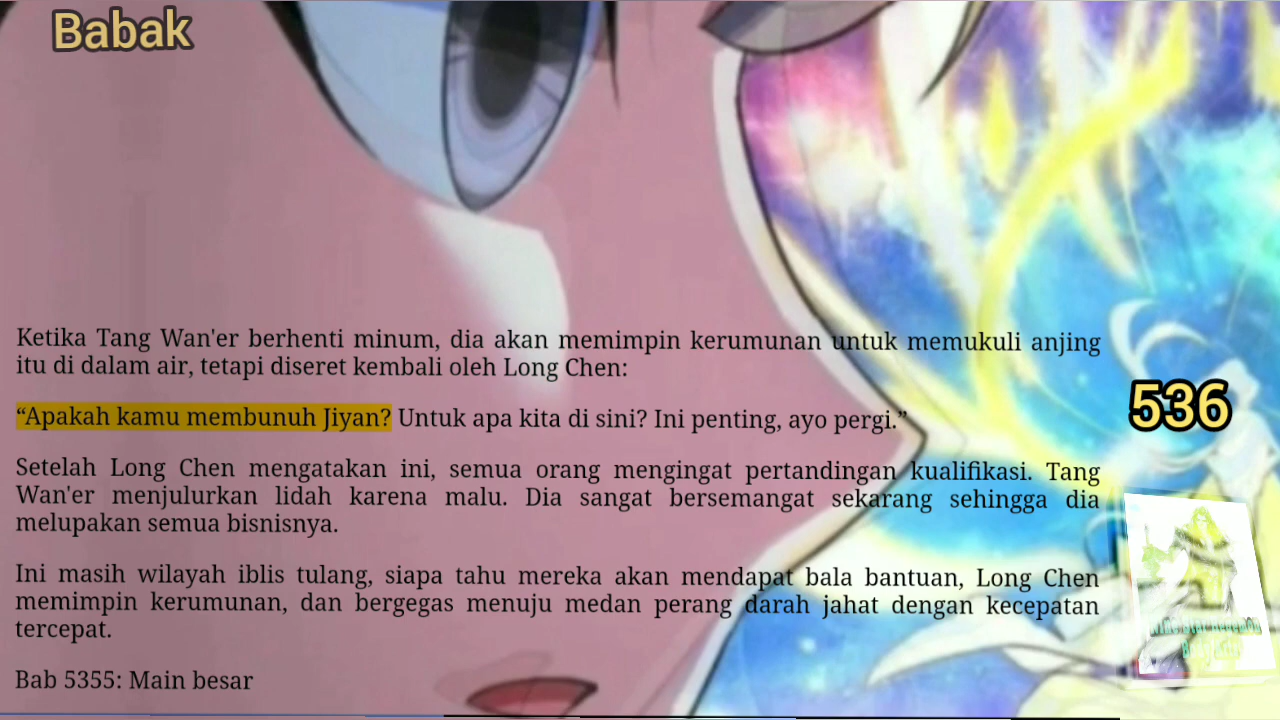 Babak
Ketika Tang Wan'er berhenti minum, dia akan memimpin kerumunan untuk memukuli anjing
itu di dalam air, tetapi diseret kembali oleh Long Chen:
“Apakah kamu membunuh Jiyan? Untuk apa kita di sini? Ini penting, ayo pergi.”
536
Setelah Long Chen mengatakan ini, semua orang mengingat pertandingan kualifikasi. Tang
Wan'er menjulurkan lidah karena malu. Dia sangat bersemangat sekarang sehingga dia
melupakan semua bisnisnya.
Ini masih wilayah iblis tulang, siapa tahu mereka akan mendapat bala bantuan, Long Chen
memimpin kerumunan, dan bergegas menuju medan perang darah jahat dengan kecepatan
tercepat.
Bab 5355: Main besar